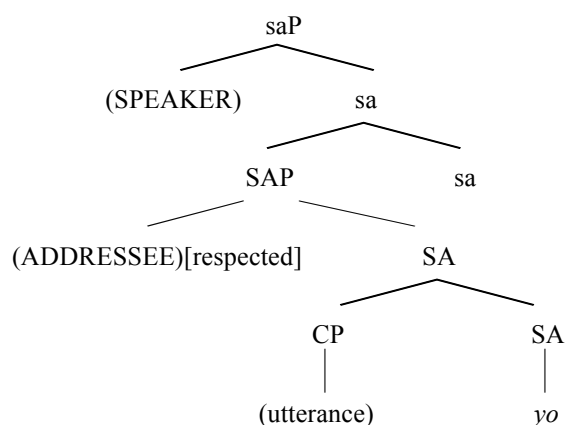 saP
(SPEAKER) sa
SAP sa
(ADDRESSEE)[respected] SA
CP SA
(utterance) yo